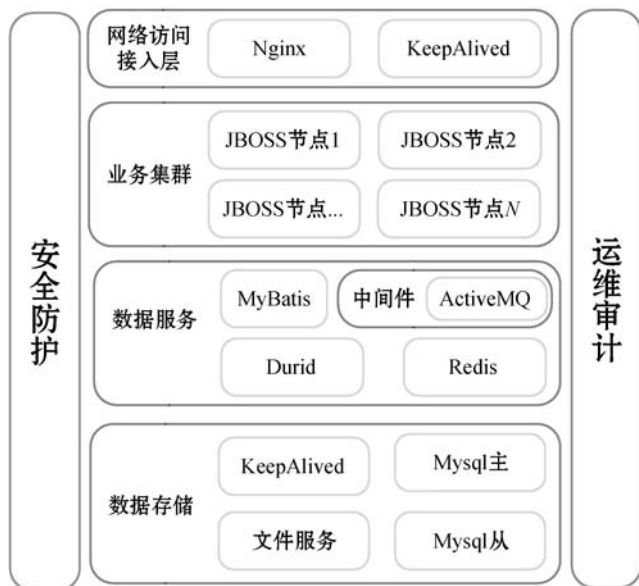 安全防护
网络访问
接入层
Nginx
KeepAlived
业务集群
JBOSS节点1
JBOSS节点2
JBOSS节点...
JBOSS节点N
数据服务
MyBatis
中间件
ActiveMQ
Durid
Redis
数据存储
KeepAlived
Mysql主
文件服务
Mysql从
运维审计